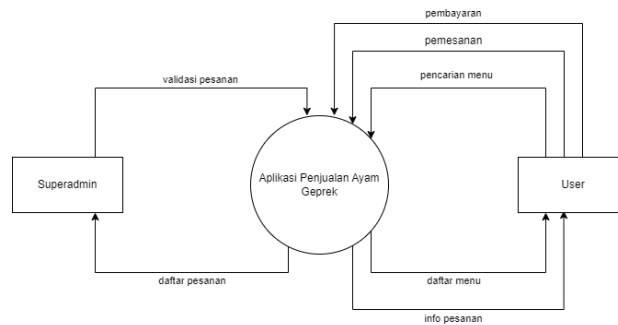 pembayaran
pemesanan
pencarian menu
validasi pesanan
Superadmin
Aplikasi Penjualan Ayam
Geprek
User
daftar pesanan
daftar menu
info pesanan